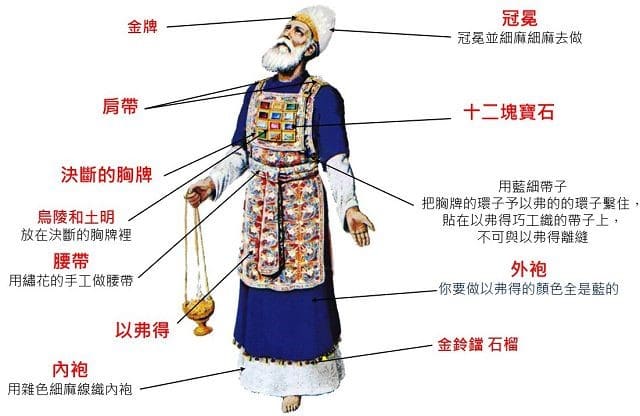 金牌
冠冕
冠冕並細麻細麻去做
肩帶
十二塊寶石
決斷的胸牌
用藍細帶子
把胸牌的環子予以弗的的環子繫住，
貼在以弗得巧工織的帶子上，
不可與以弗得離縫
烏陵和土明
放在決斷的胸牌裡
腰帶
用繡花的手工做腰帶
外袍
你要做以弗得的顏色全是藍的
以弗得
金鈴鐺 石榴
內袍
用雜色細麻線織內袍